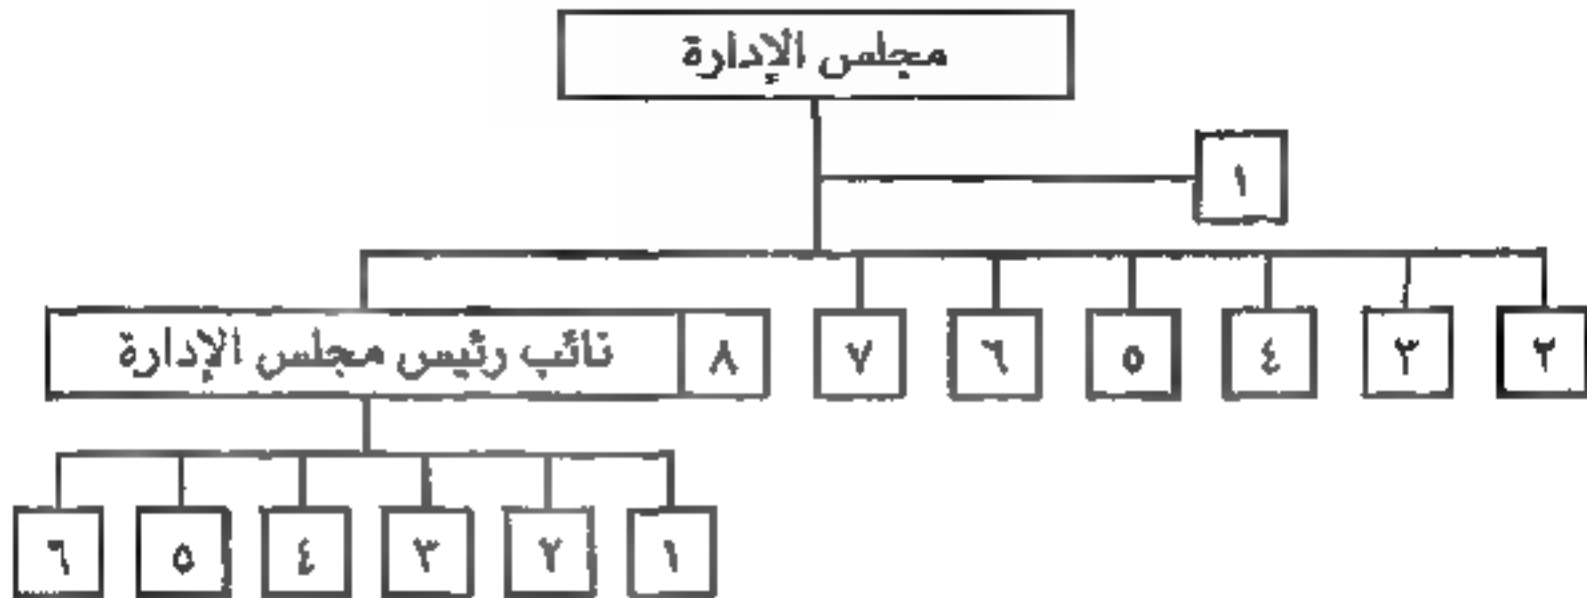 مجلس الإدارة
١
٢ ٣ ٤ ٥ ٦ ٧ ٨ نائب رئيس مجلس الإدارة
١ ٢ ٣ ٤ ٥ ٦